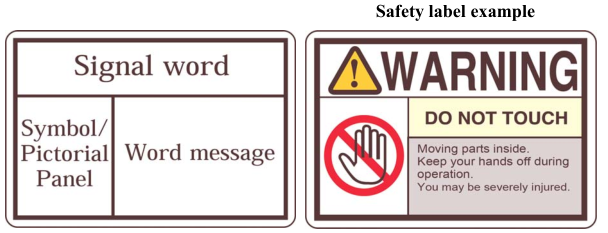 Safety label example
Signal word
Symbol/
Pictorial
Panel
Word message
WARNING
DO NOT TOUCH
Moving parts inside.
Keep your hands off during
operation.
You may be severely injured.